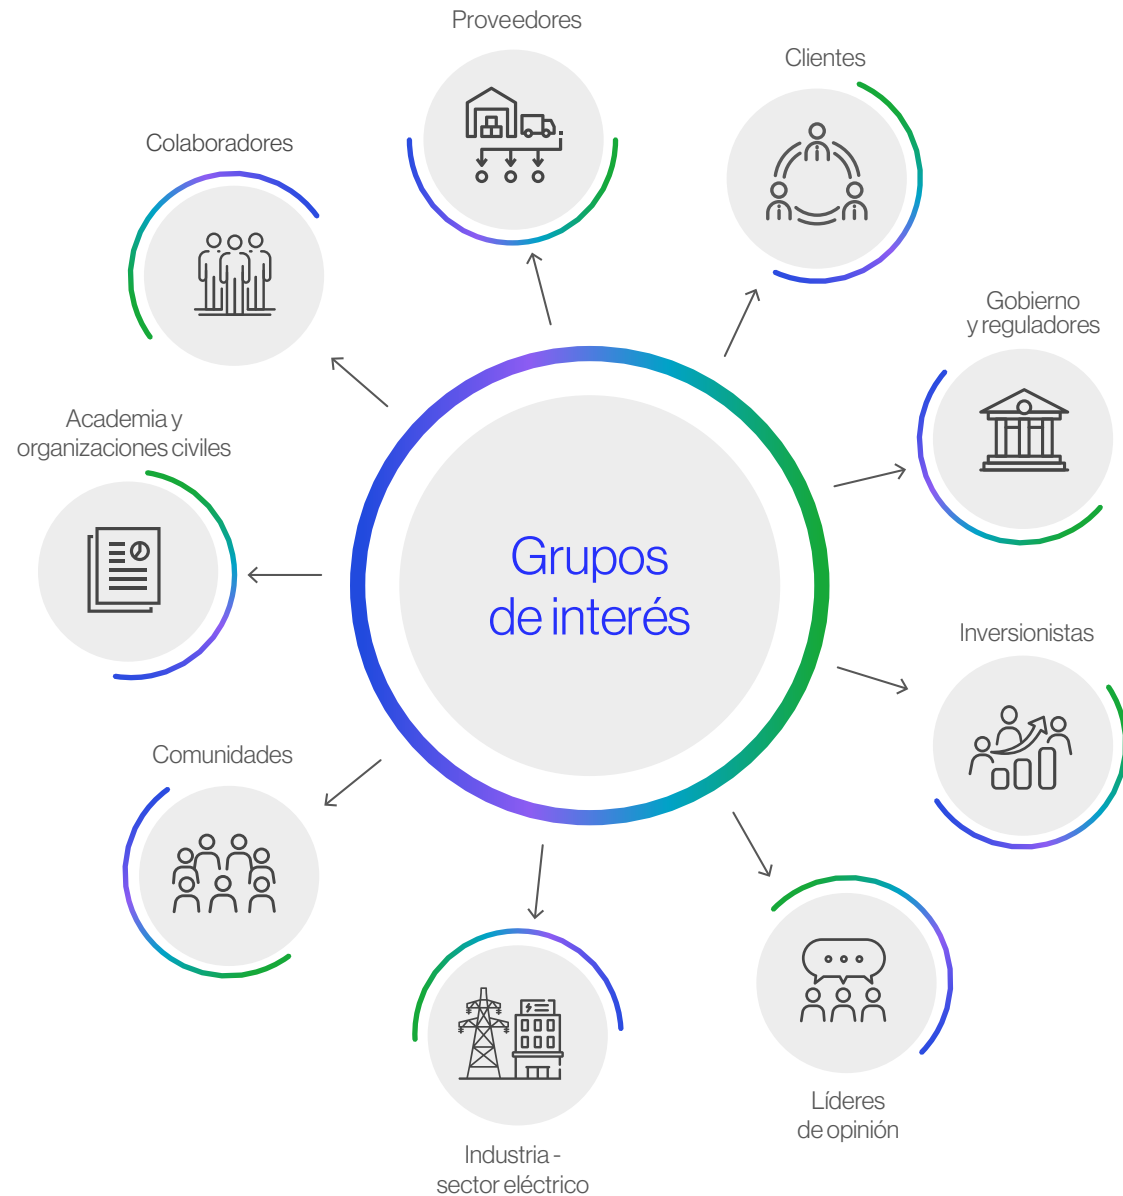 Proveedores
Clientes
Colaboradores
Gobierno
y reguladores
Academia y
organizaciones civiles
Grupos
de interés
Inversionistas
Comunidades
Líderes
de opinión
Industria -
sector eléctrico